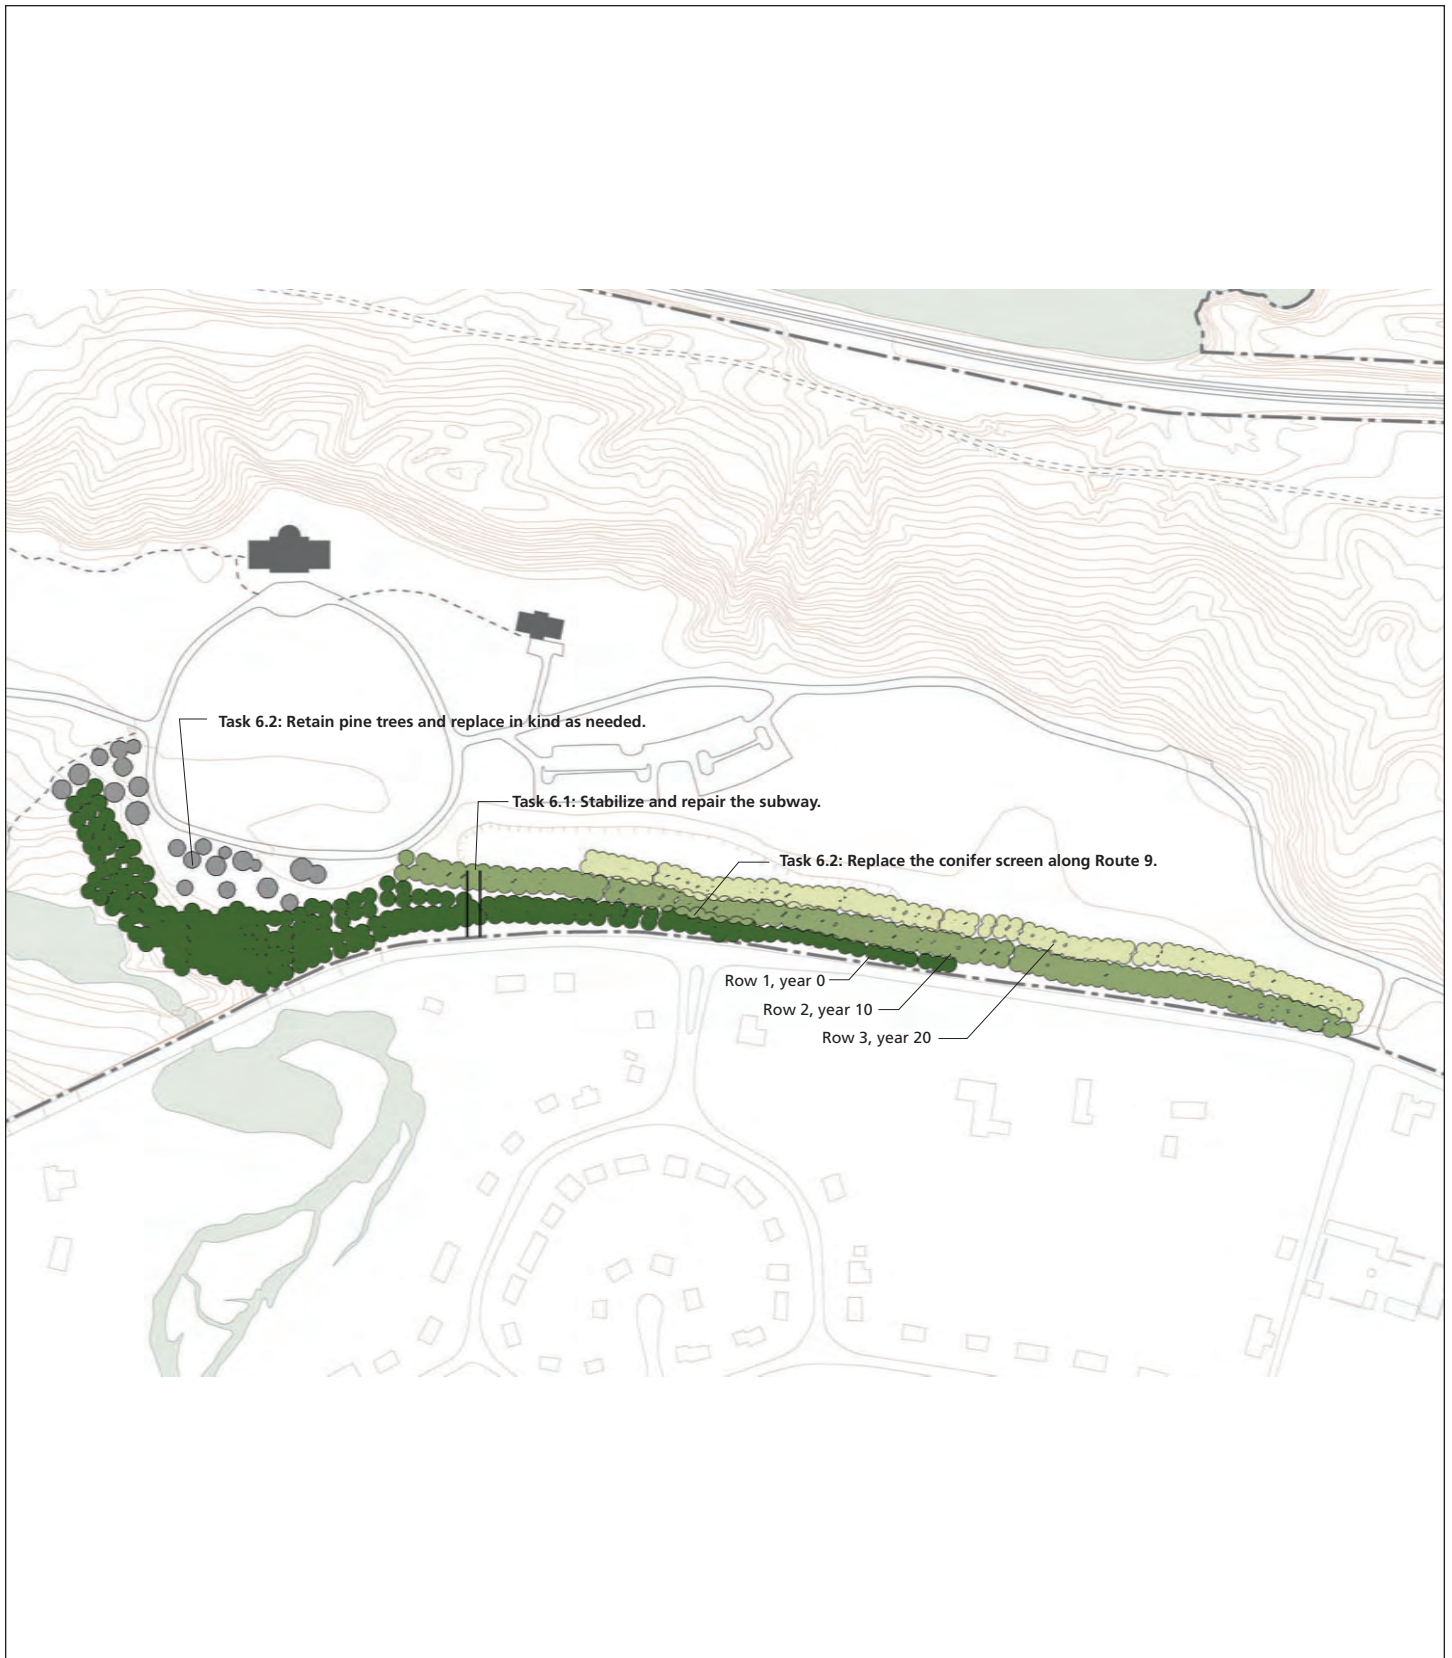 Task 6.2: Retain pine trees and replace in kind as needed.
Task 6.1: Stabilize and repair the subway.
Task 6.2: Replace the conifer screen along Route 9.
Row 1, year 0
Row 2, year 10
Row 3, year 20